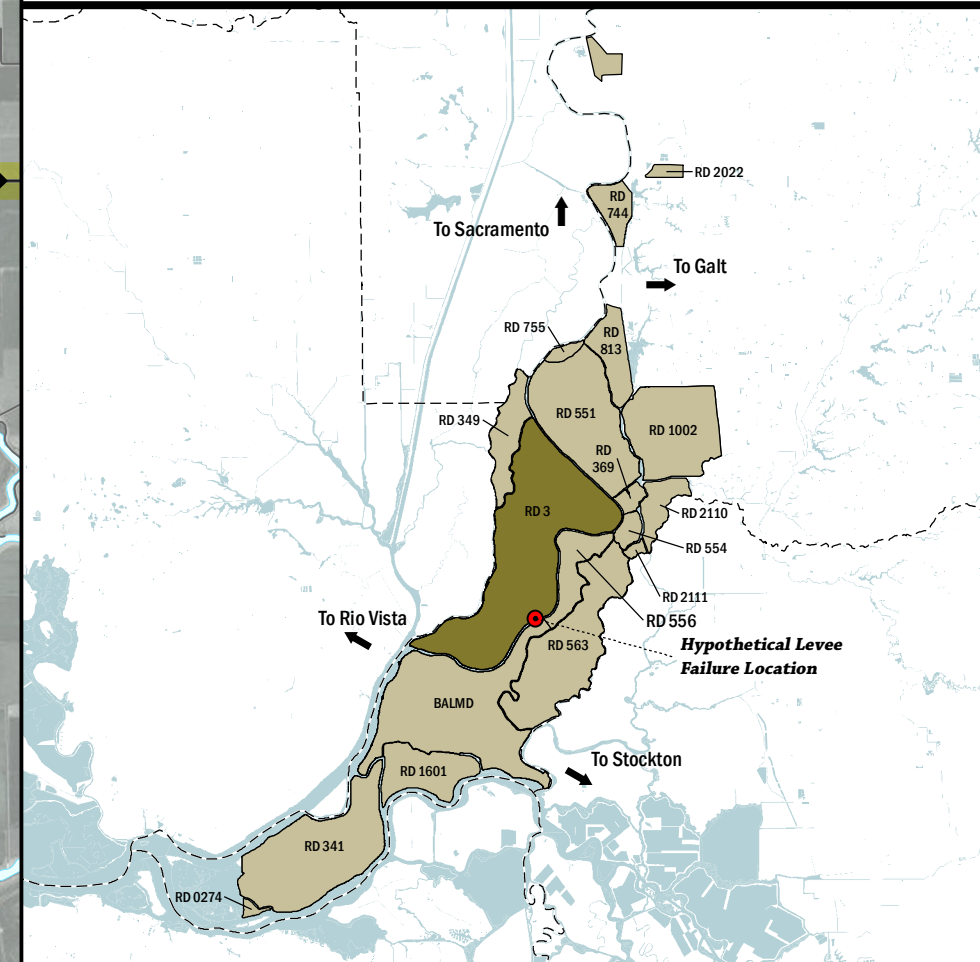 RD 2022
RD
744
To Sacramento
To Galt
RD 755
RD
813
RD 551
RD 349
RD 1002
RD
369
RD 3
RD 2110
RD 554
RD 2111
To Rio Vista
RD 556
RD 563
Hypothetical Levee
Failure Location
BALMD
To Stockton
RD 1601
RD 341
RD 0274